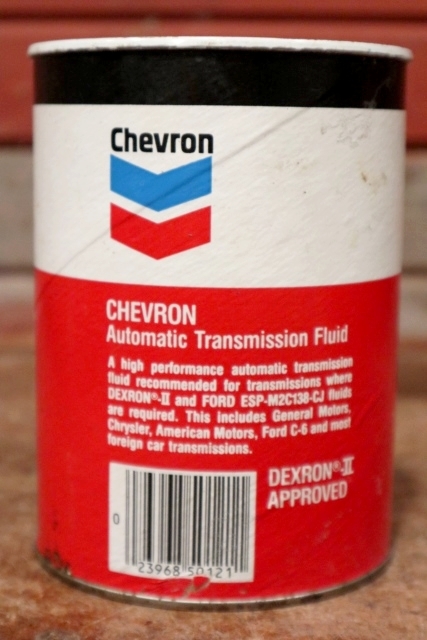 Chevron
CHEVRON
Automatic Transmission Fluid
A high performance automatic transmission
fluid recommended for transmissions where
DEXRON®-II and FORD ESP-M2C138-CJ fluids
are required. This includes General Motors,
Chrysler, American Motors, Ford C-6 and most
foreign car transmissions.
DEXRON®-II
APPROVED
0
23968 50121